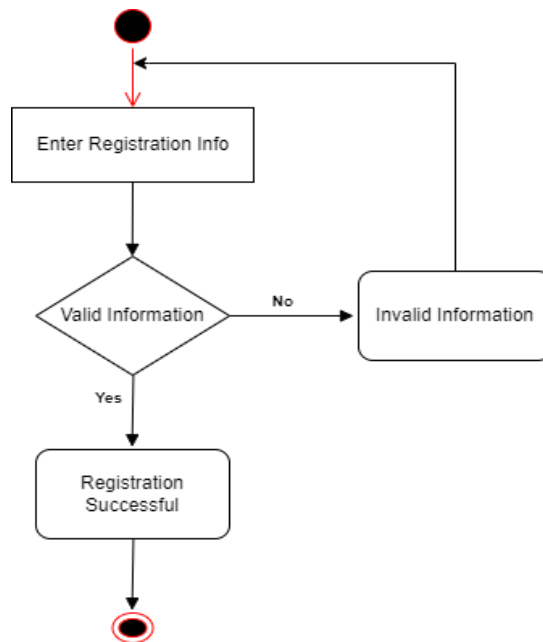 Enter Registration Info
Valid Information
No
Invalid Information
Yes
Registration
Successful